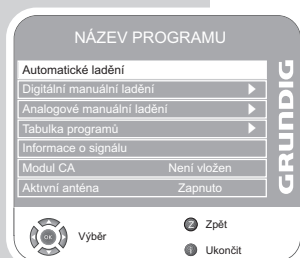 NÁZEV PROGRAMU
Automatické ladění
Digitální manuální ladění
Analogové manuální ladění
Tabulka programů
Informace o signálu
Modul CA Není vložen
Aktivní anténa Zapnuto
GRUNDIG
OK Výběr
Z Zpět
i Ukončit